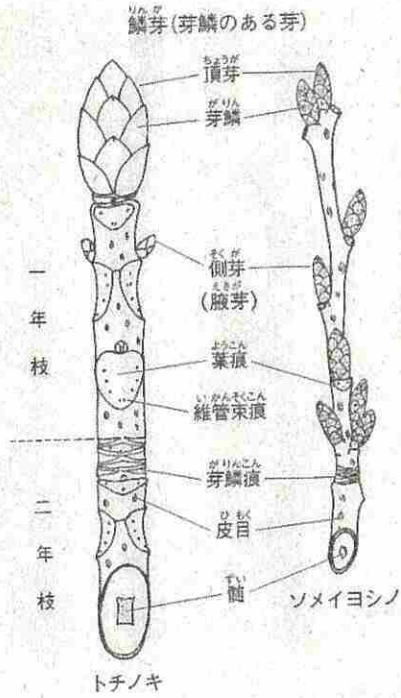 鱗芽(芽鱗のある芽)
頂芽
芽鱗
側芽
(腋芽)
葉痕
維管束痕
芽鱗痕
皮目
髄
一年枝
二年枝
トチノキ
ソメイヨシノ